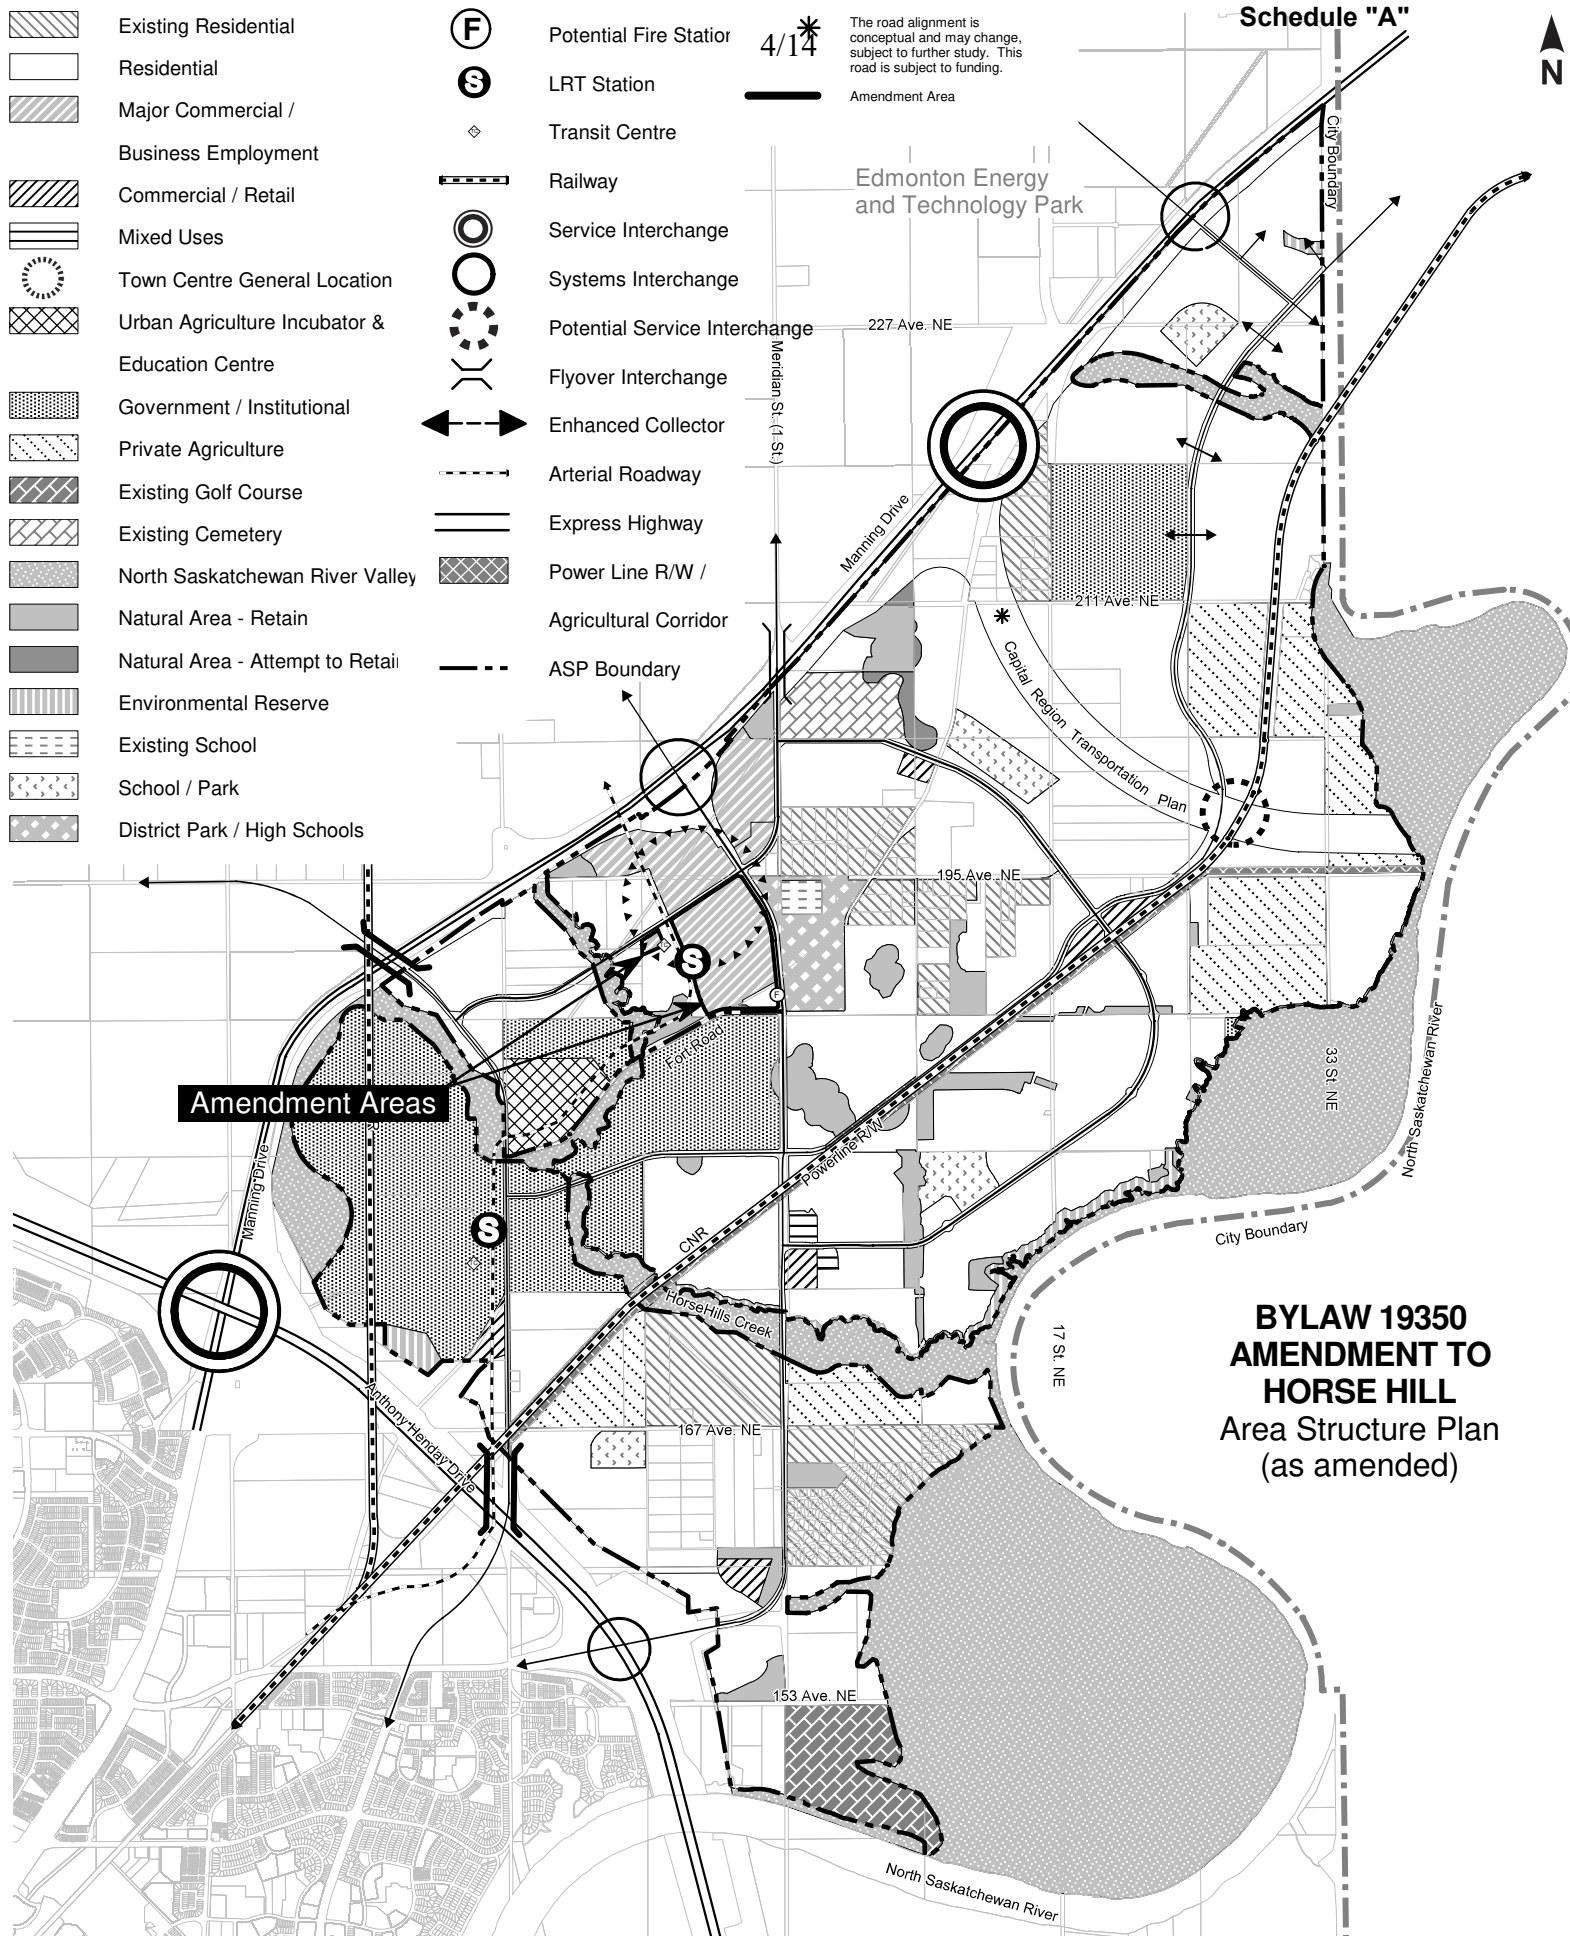 Existing Residential
Residential
Major Commercial /
Business Employment
Commercial / Retail
Mixed Uses
Town Centre General Location
Urban Agriculture Incubator &
Education Centre
Government / Institutional
Private Agriculture
Existing Golf Course
Existing Cemetery
North Saskatchewan River Valley
Natural Area - Retain
Natural Area - Attempt to Retain
Environmental Reserve
Existing School
School / Park
District Park / High Schools
F
Potential Fire Station
S
LRT Station
Transit Centre
Railway
Service Interchange
Systems Interchange
Potential Service Interchange
Flyover Interchange
Enhanced Collector
Arterial Roadway
Express Highway
Power Line R/W /
Agricultural Corridor
ASP Boundary
4/14
The road alignment is
conceptual and may change,
subject to further study. This
road is subject to funding.
Amendment Area
Schedule "A"
N
City Boundary
Edmonton Energy
and Technology Park
227 Ave. NE
Meridian St. (1 St.)
Manning Drive
211 Ave. NE
Capital Region Transportation Plan
195 Ave. NE
S
F
Fort Road
Amendment Areas
33 St. NE
North Saskatchewan River
Manning Drive
Powerline R/W
S
CNR
City Boundary
HorseHills Creek
17 St. NE
BYLAW 19350
AMENDMENT TO
HORSE HILL
Area Structure Plan
(as amended)
Anthony Henday Drive
167 Ave. NE
153 Ave. NE
North Saskatchewan River